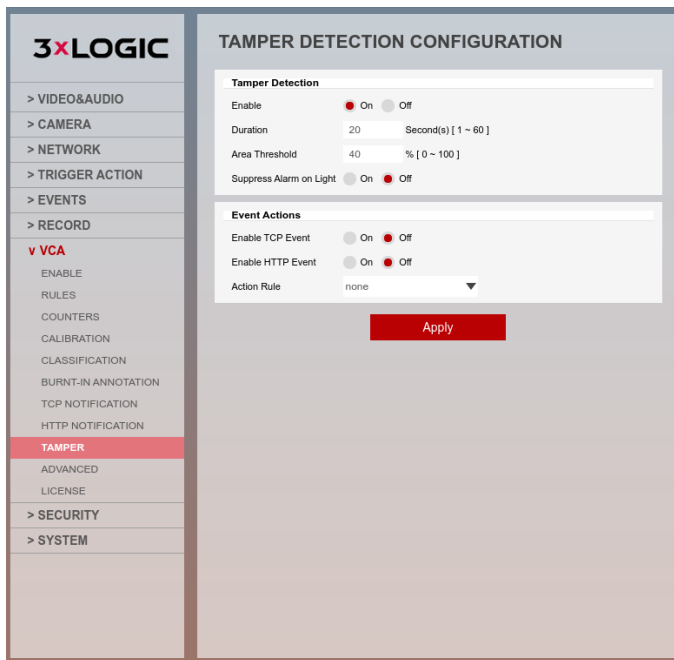 3xLOGIC
> VIDEO&AUDIO
> CAMERA
> NETWORK
> TRIGGER ACTION
> EVENTS
> RECORD
v VCA
ENABLE
RULES
COUNTERS
CALIBRATION
CLASSIFICATION
BURNT-IN ANNOTATION
TCP NOTIFICATION
HTTP NOTIFICATION
TAMPER
ADVANCED
LICENSE
> SECURITY
> SYSTEM
TAMPER DETECTION CONFIGURATION
Tamper Detection
Enable On Off
Duration 20 Second(s) [ 1 ~ 60 ]
Area Threshold 40 % [ 0 ~ 100 ]
Suppress Alarm on Light On Off
Event Actions
Enable TCP Event On Off
Enable HTTP Event On Off
Action Rule none
Apply